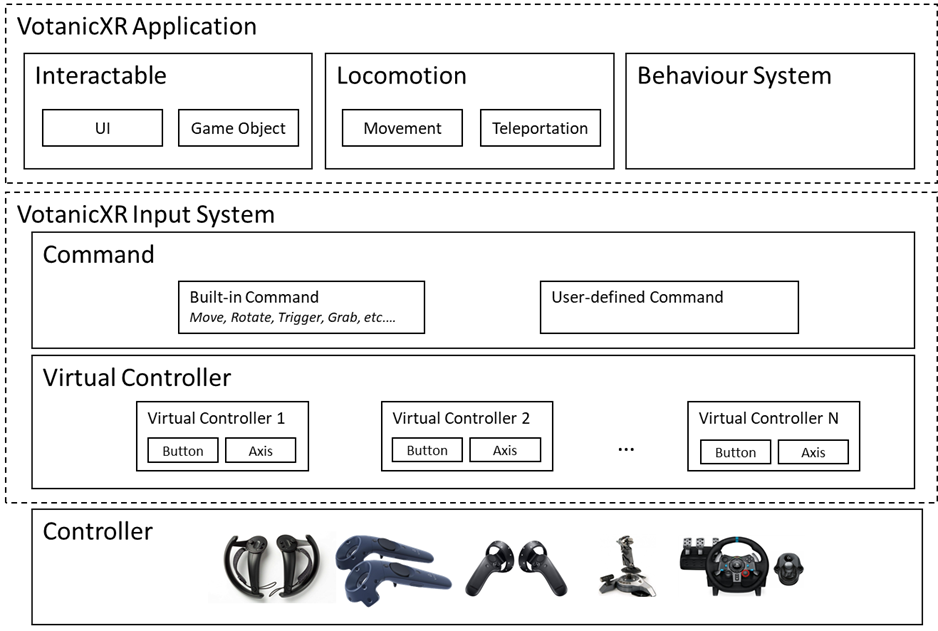 VotanicXR Application
Interactable
UI
Game Object
Locomotion
Movement
Teleportation
Behaviour System
VotanicXR Input System
Command
Built-in Command
Move, Rotate, Trigger, Grab, etc....
User-defined Command
Virtual Controller
Virtual Controller 1
Button
Axis
Virtual Controller 2
Button
Axis
...
Virtual Controller N
Button
Axis
Controller